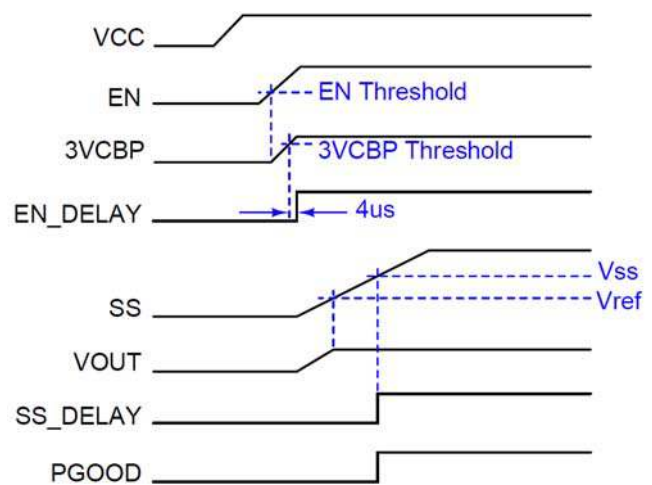 VCC
EN
EN Threshold
3VCBP
3VCBP Threshold
EN_DELAY
4us
Vss
Vref
SS
VOUT
SS_DELAY
PGOOD